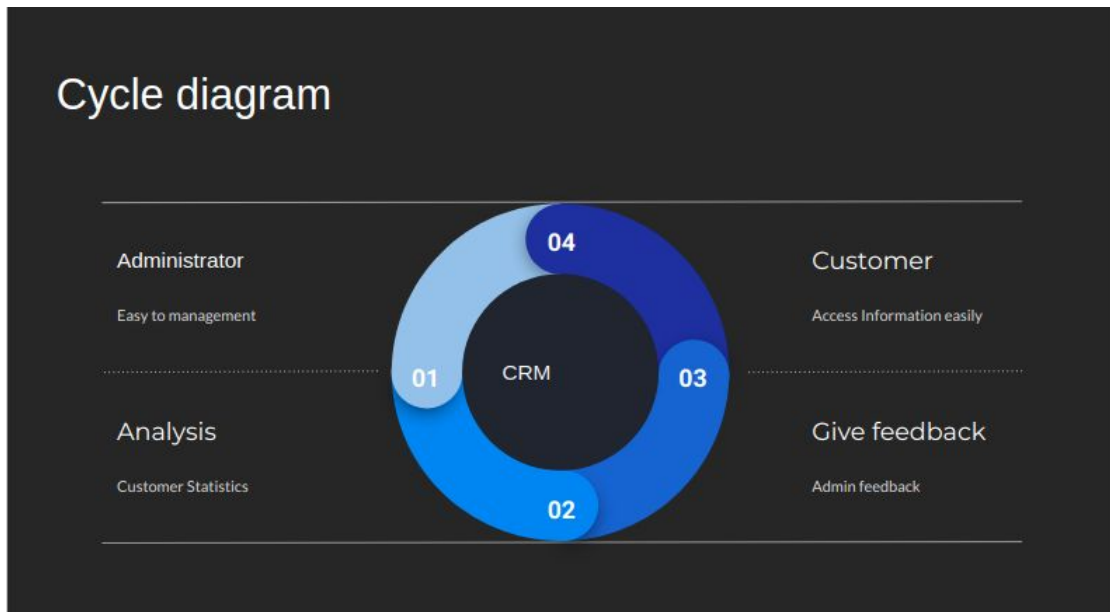 Cycle diagram
Administrator
Easy to management
Analysis
Customer Statistics
04
01
CRM
03
02
Customer
Access Information easily
Give feedback
Admin feedback